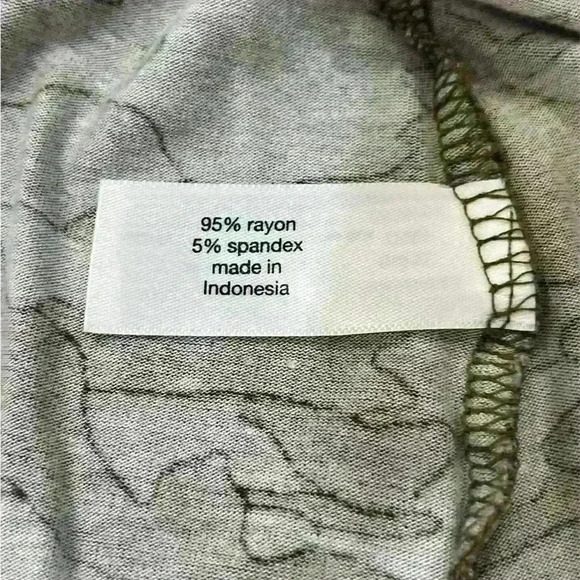 95% rayon
5% spandex
made in
Indonesia